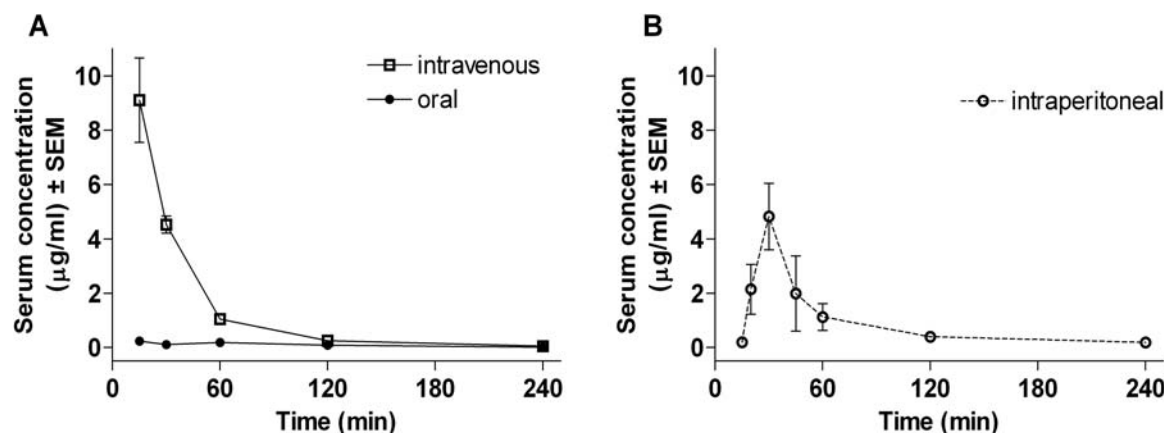 A
Serum concentration
(μg/ml) ± SEM
10
8
6
4
2
0
intravenous
oral
0 60 120 180 240
Time (min)
B
Serum concentration
(μg/ml) ± SEM
10
8
6
4
2
0
intraperitoneal
0 60 120 180 240
Time (min)